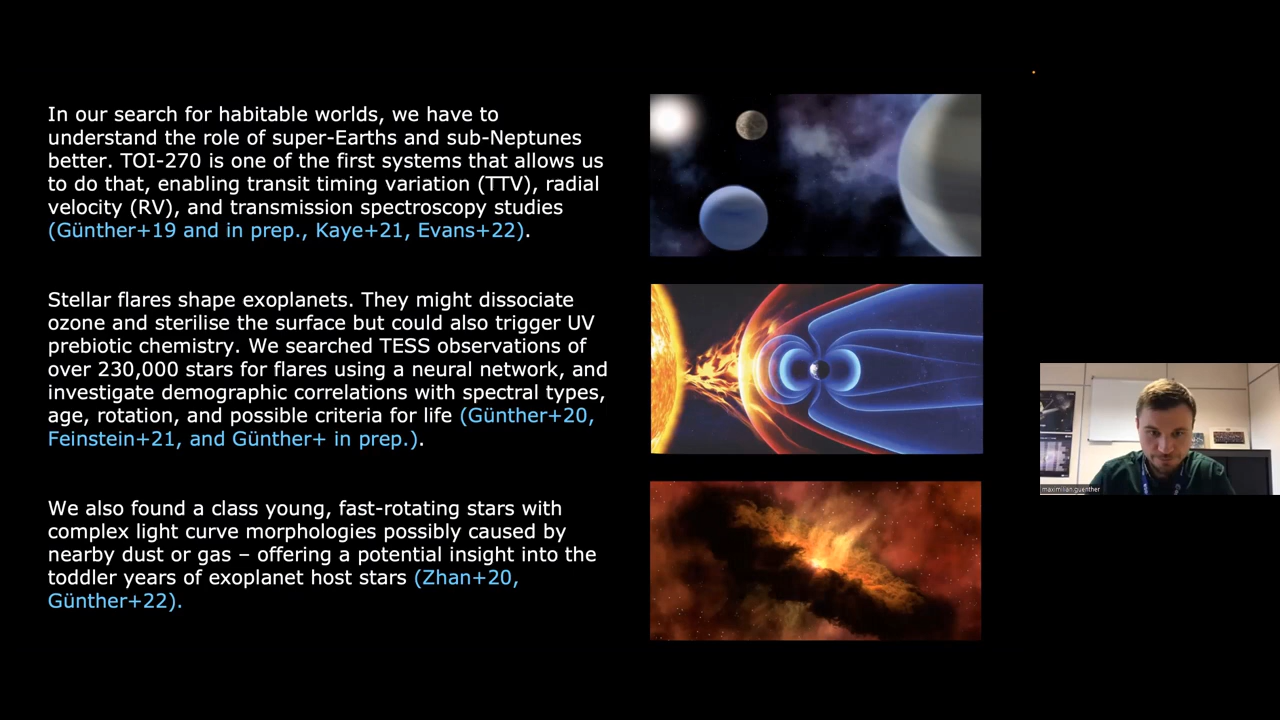 In our search for habitable worlds, we have to
understand the role of super-Earths and sub-Neptunes
better. TOI-270 is one of the first systems that allows us
to do that, enabling transit timing variation (TTV), radial
velocity (RV), and transmission spectroscopy studies
(Günther+19 and in prep., Kaye+21, Evans+22).
Stellar flares shape exoplanets. They might dissociate
ozone and sterilise the surface but could also trigger UV
prebiotic chemistry. We searched TESS observations of
over 230,000 stars for flares using a neural network, and
investigate demographic correlations with spectral types,
age, rotation, and possible criteria for life (Günther+20,
Feinstein+21, and Günther+ in prep.).
We also found a class young, fast-rotating stars with
complex light curve morphologies possibly caused by
nearby dust or gas – offering a potential insight into the
toddler years of exoplanet host stars (Zhan+20,
Günther+22).
maximilian.guenther